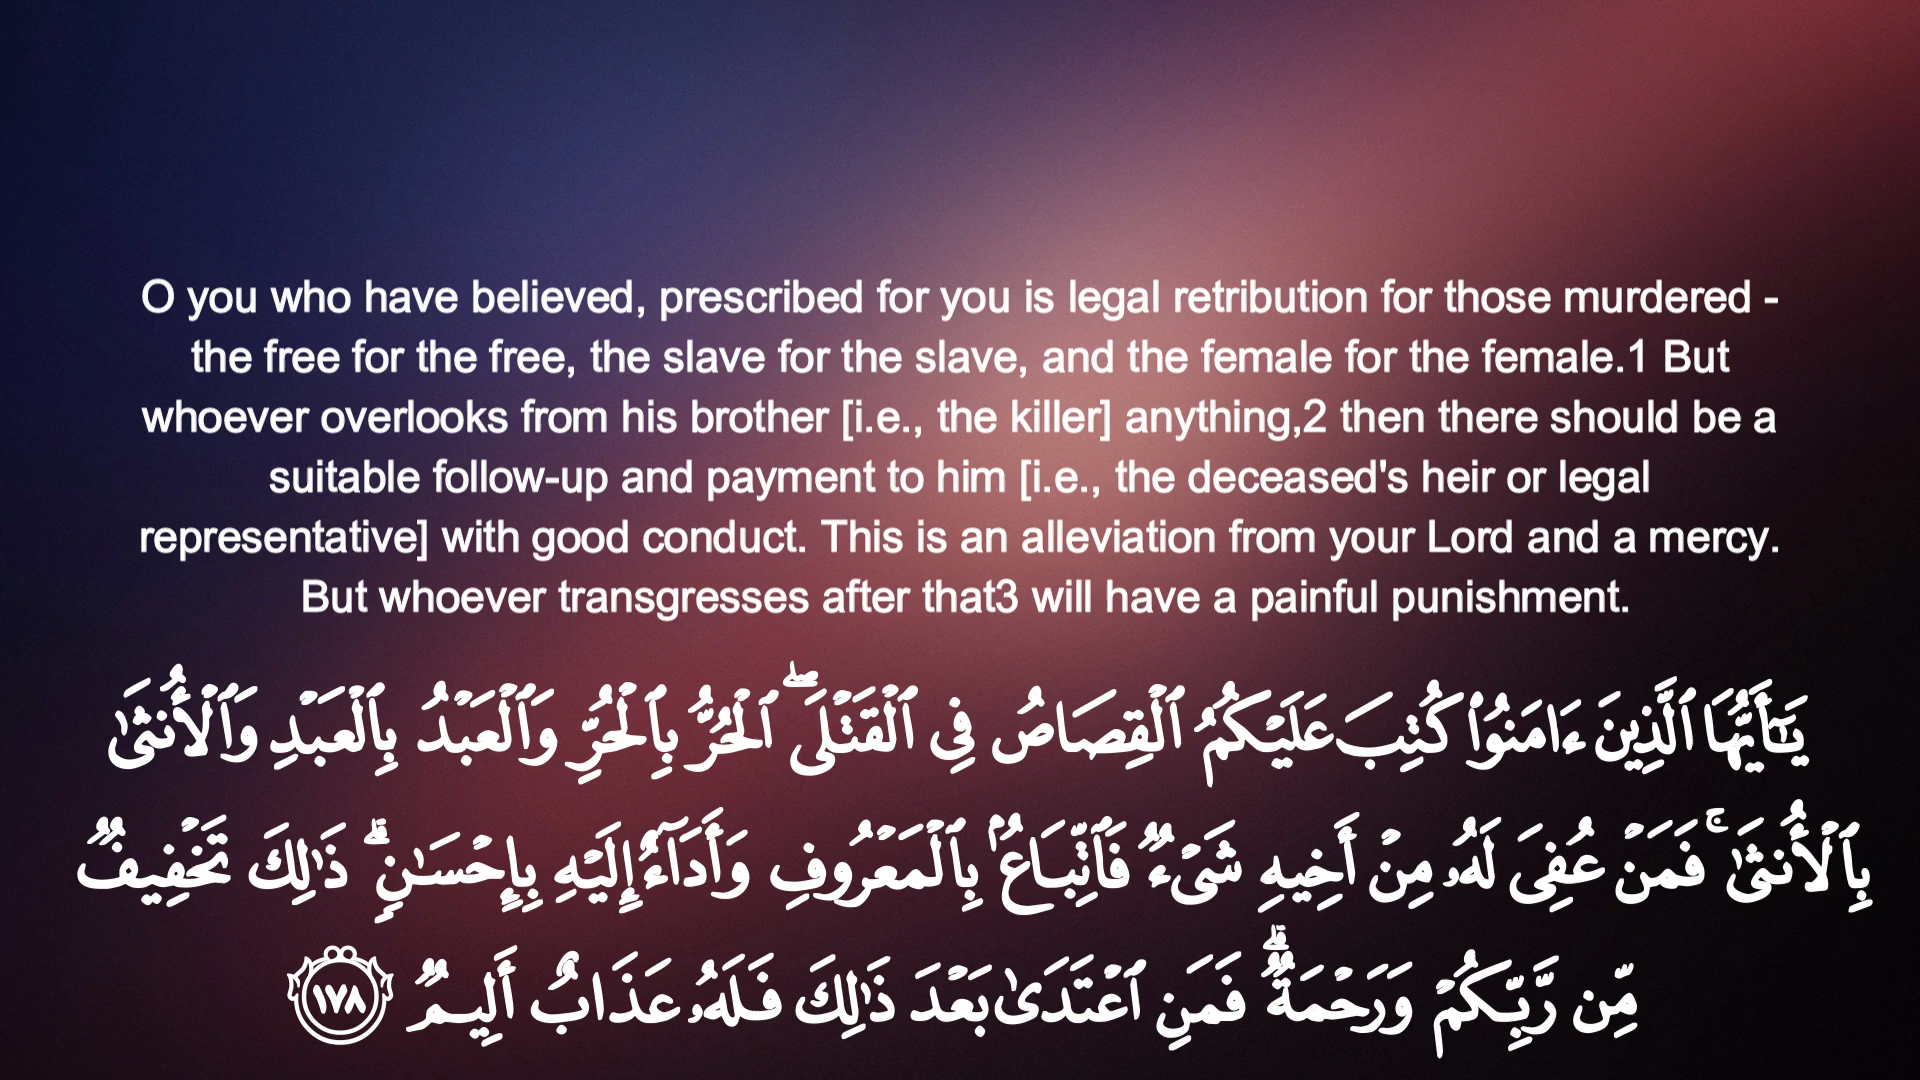 O you who have believed, prescribed for you is legal retribution for those murdered -
the free for the free, the slave for the slave, and the female for the female.1 But
whoever overlooks from his brother [i.e., the killer] anything,2 then there should be a
suitable follow-up and payment to him [i.e., the deceased's heir or legal
representative] with good conduct. This is an alleviation from your Lord and a mercy.
But whoever transgresses after that3 will have a painful punishment.
يَـٰٓأَيُّهَا ٱلَّذِينَ ءَامَنُوا۟ كُتِبَ عَلَيْكُمُ ٱلْقِصَاصُ فِى ٱلْقَتْلَى ۖ ٱلْحُرُّ بِٱلْحُرِّ وَٱلْعَبْدُ بِٱلْعَبْدِ وَٱلْأُنثَىٰ
بِٱلْأُنثَىٰ ۚ فَمَنْ عُفِىَ لَهُۥ مِنْ أَخِيهِ شَىْءٌ فَٱتِّبَاعٌۢ بِٱلْمَعْرُوفِ وَأَدَآءٌ إِلَيْهِ بِإِحْسَـٰنٍ ۗ ذَٰلِكَ تَخْفِيفٌ
مِّن رَّبِّكُمْ وَرَحْمَةٌ ۗ فَمَنِ ٱعْتَدَىٰ بَعْدَ ذَٰلِكَ فَلَهُۥ عَذَابٌ أَلِيمٌ ١٧٨